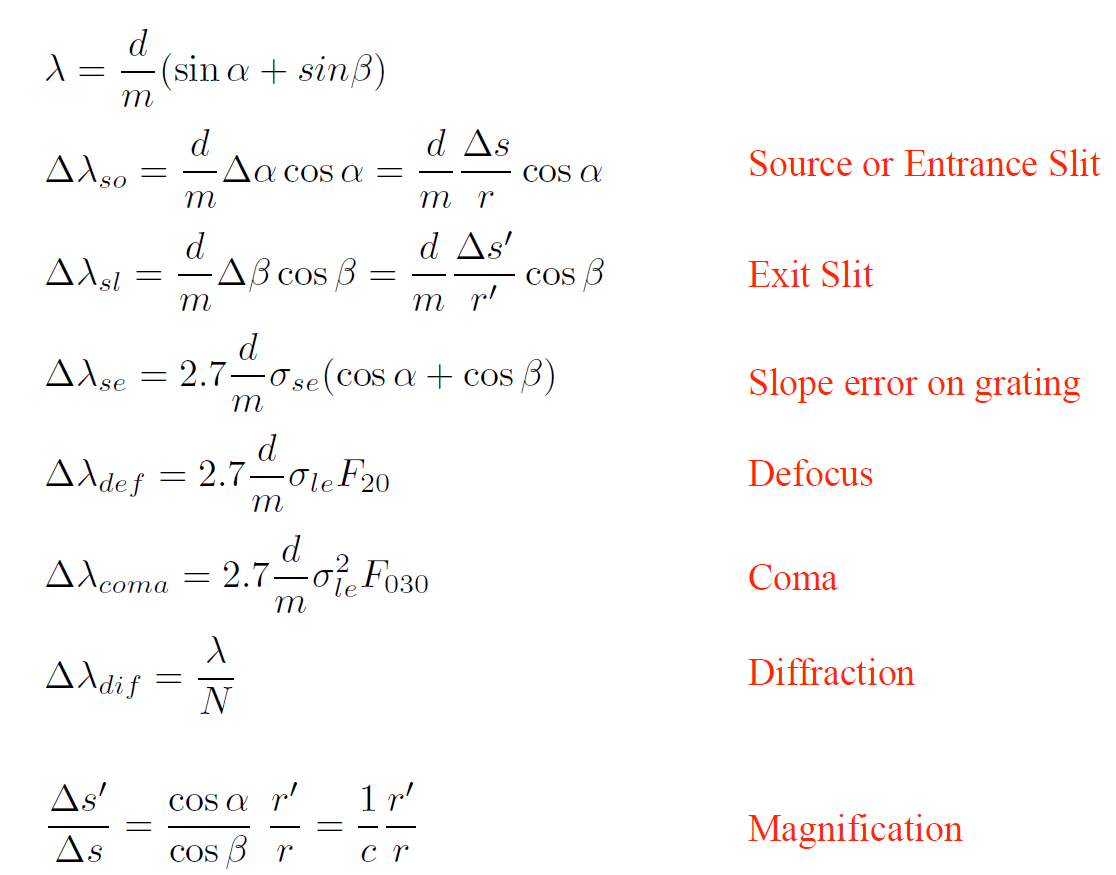 λ = d/m (sin α + sinβ)
Δλ_so = d/m Δα cos α = d/m Δs/r cos α Source or Entrance Slit
Δλ_sl = d/m Δβ cos β = d/m Δs′/r′ cos β Exit Slit
Δλ_se = 2.7 d/m σ_se(cos α + cos β) Slope error on grating
Δλ_def = 2.7 d/m σ_le F_20 Defocus
Δλ_coma = 2.7 d/m σ_le^2 F_030 Coma
Δλ_dif = λ/N Diffraction
Δs′/Δs = cos α/cos β r′/r = 1/c r′/r Magnification